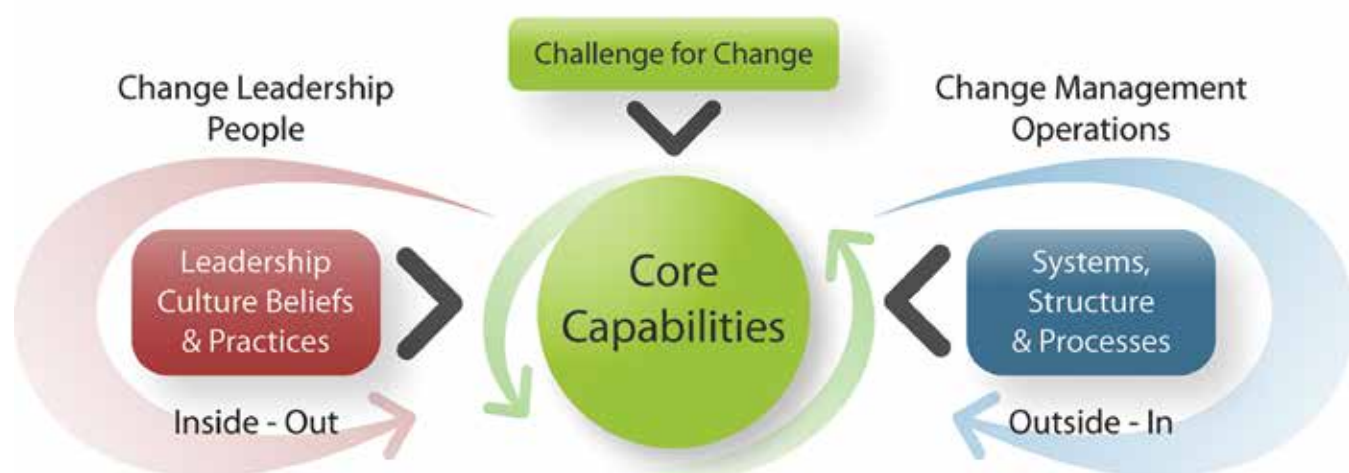 Challenge for Change
Change Leadership
People
Change Management
Operations
Leadership
Culture Beliefs
& Practices
Core
Capabilities
Systems,
Structure
& Processes
Inside - Out
Outside - In